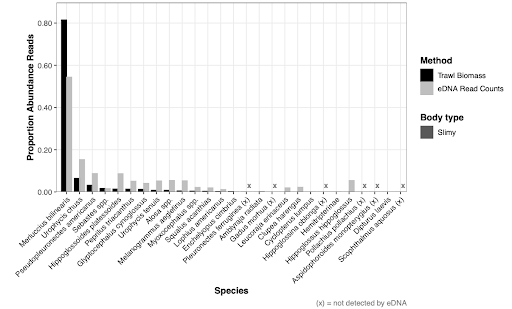 Proportion Abundance Reads
0.80
0.60
0.40
0.20
0.00
x x x x x x
Merluccius bilinearis
Urophycis chuss
Pseudopleuronectes americanus
Sebastes spp.
Hippoglossoides platessoides
Peprilus triacanthus
Glyptocephalus cynoglossus
Urophycis tenuis
Alosa spp.
Melanogrammus aeglefinus
Myoxocephalus spp.
Squalus acanthias
Lophius americanus
Enchelyopus cimbrius
Pleuronectes ferruginea (x)
Amblyraja radiata
Gadus morhua (x)
Leucoraja erinaceus
Clupea harengus
Cyclopterus lumpus
Hippoglossina oblonga (x)
Hemitripterinae
Hippoglossus hippoglossus
Pollachius pollachius (x)
Aspidophoroides monopterygius (x)
Dipturus laevis
Scophthalmus aquosus (x)
Species
Method
Trawl Biomass
eDNA Read Counts
Body type
Slimy
(x) = not detected by eDNA